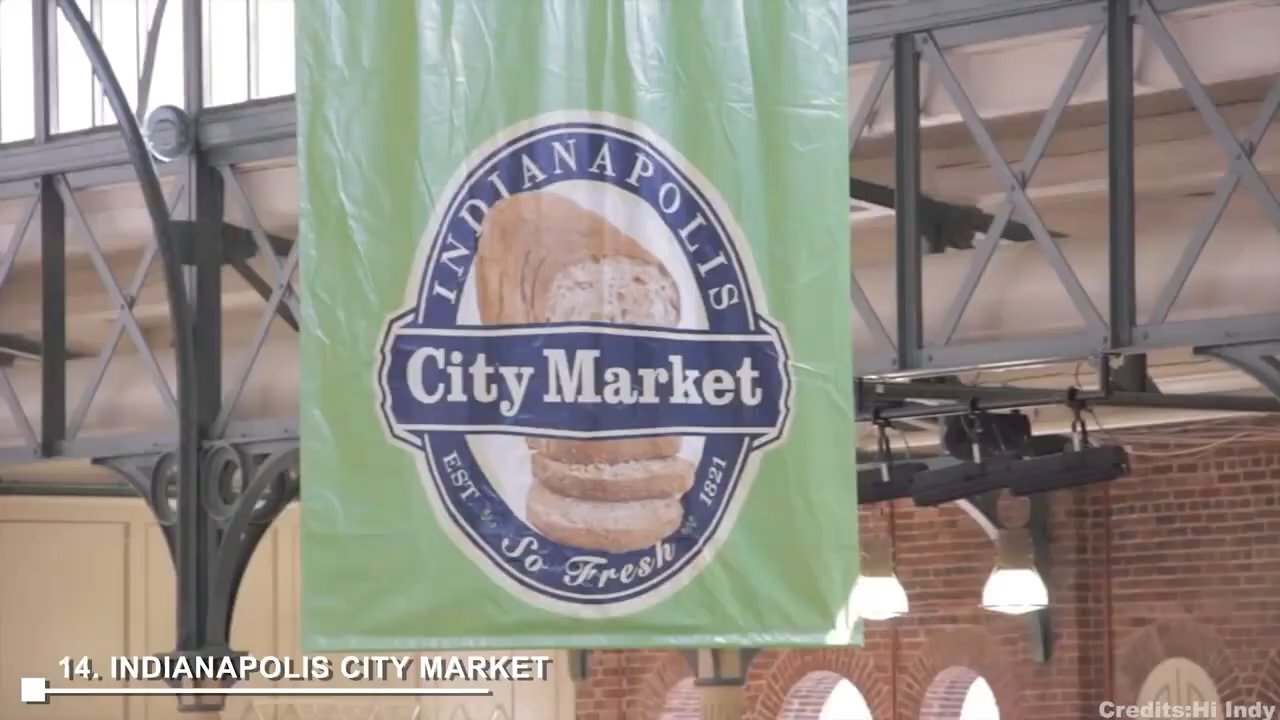 INDIANAPOLIS
City Market
EST 1821
So Fresh
14. INDIANAPOLIS CITY MARKET
Credits:Hi Indy